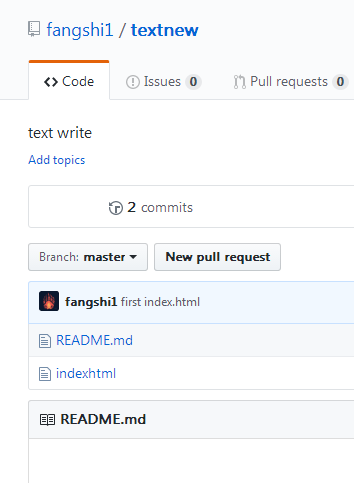 fangshi1 / textnew
Code Issues 0 Pull requests 0
text write
Add topics
2 commits
Branch: master New pull request
fangshi1 first index.html
README.md
indexhtml
README.md